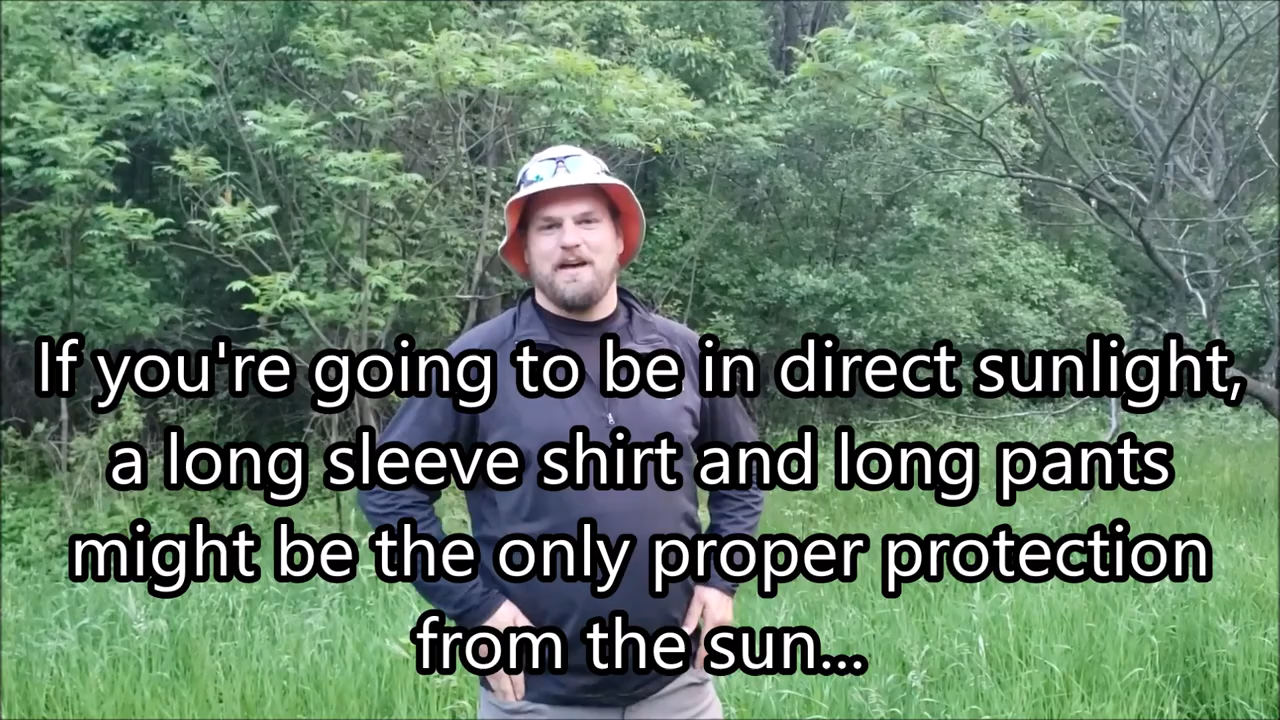 If you're going to be in direct sunlight,
a long sleeve shirt and long pants
might be the only proper protection
from the sun...